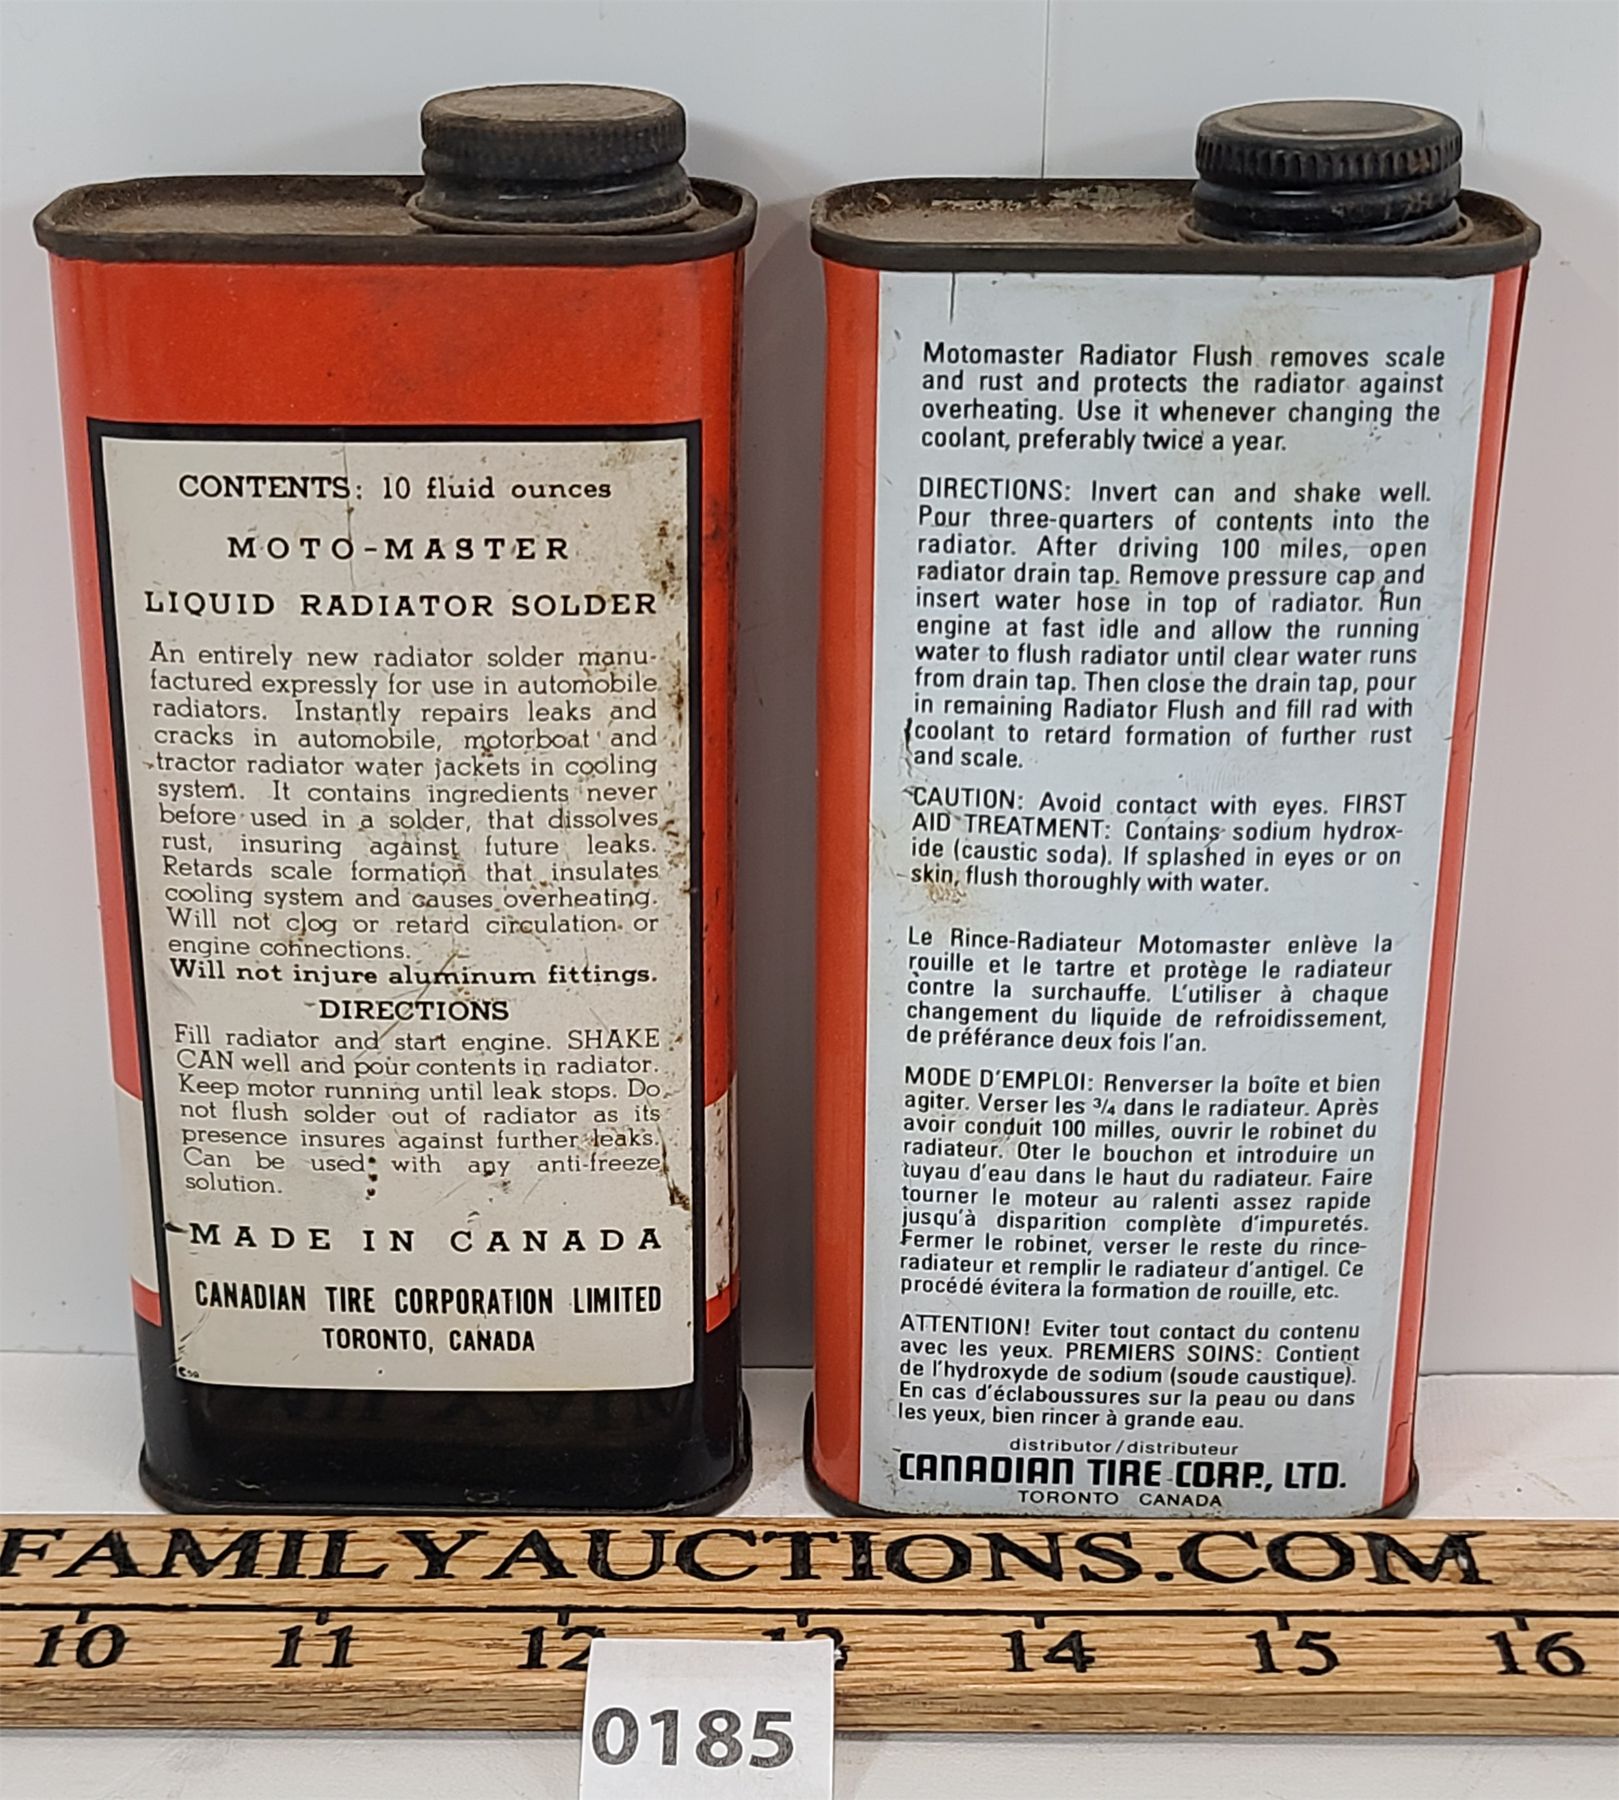 CONTENTS: 10 fluid ounces
MOTO-MASTER
LIQUID RADIATOR SOLDER
An entirely new radiator solder manu-
factured expressly for use in automobile
radiators. Instantly repairs leaks and
cracks in automobile, motorboat and
tractor radiator water jackets in cooling
system. It contains ingredients never
before used in a solder, that dissolves
rust, insuring against future leaks.
Retards scale formation that insulates
cooling system and causes overheating.
Will not clog or retard circulation or
engine connections.
Will not injure aluminum fittings.
DIRECTIONS
Fill radiator and start engine. SHAKE
CAN well and pour contents in radiator.
Keep motor running until leak stops. Do
not flush solder out of radiator as its
presence insures against further leaks.
Can be used with any anti-freeze
solution.
MADE IN CANADA
CANADIAN TIRE CORPORATION LIMITED
TORONTO, CANADA
Motomaster Radiator Flush removes scale
and rust and protects the radiator against
overheating. Use it whenever changing the
coolant, preferably twice a year.
DIRECTIONS: Invert can and shake well.
Pour three-quarters of contents into the
radiator. After driving 100 miles, open
radiator drain tap. Remove pressure cap and
insert water hose in top of radiator. Run
engine at fast idle and allow the running
water to flush radiator until clear water runs
from drain tap. Then close the drain tap, pour
in remaining Radiator Flush and fill rad with
coolant to retard formation of further rust
and scale.
CAUTION: Avoid contact with eyes. FIRST
AID TREATMENT: Contains sodium hydrox-
ide (caustic soda). If splashed in eyes or on
skin, flush thoroughly with water.
Le Rince-Radiateur Motomaster enlève la
rouille et le tartre et protège le radiateur
contre la surchauffe. L'utiliser à chaque
changement du liquide de refroidissement,
de préférance deux fois l'an.
MODE D'EMPLOI: Renverser la boîte et bien
agiter. Verser les ¾ dans le radiateur. Après
avoir conduit 100 milles, ouvrir le robinet du
radiateur. Oter le bouchon et introduire un
tuyau d'eau dans le haut du radiateur. Faire
tourner le moteur au ralenti assez rapide
jusqu'à disparition complète d'impuretés.
Fermer le robinet, verser le reste du rince-
radiateur et remplir le radiateur d'antigel. Ce
procédé évitera la formation de rouille, etc.
ATTENTION! Eviter tout contact du contenu
avec les yeux. PREMIERS SOINS: Contient
de l'hydroxyde de sodium (soude caustique).
En cas d'éclaboussures sur la peau ou dans
les yeux, bien rincer à grande eau.
distributor/distributeur
CANADIAN TIRE CORP., LTD.
TORONTO CANADA
FAMILYAUCTIONS.COM
10 11 12 13 14 15 16
0185